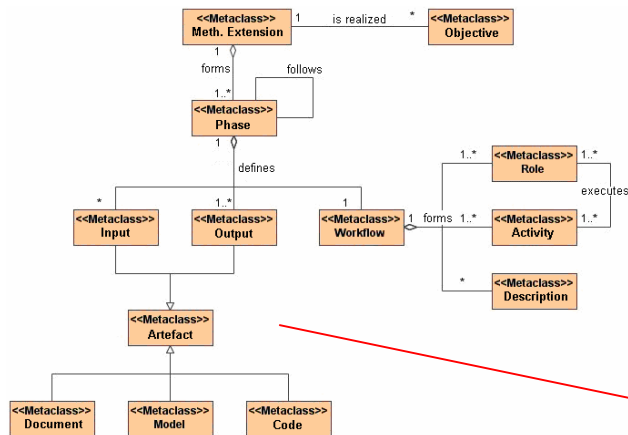 <<Metaclass>>
Meth. Extension
1
is realized
*
<<Metaclass>>
Objective
1
forms
1..*
follows
<<Metaclass>>
Phase
1
defines
*
1..*
1
<<Metaclass>>
Input
<<Metaclass>>
Output
<<Metaclass>>
Workflow
1
forms
1..*
<<Metaclass>>
Role
1..*
executes
1..*
<<Metaclass>>
Activity
1..*
*
<<Metaclass>>
Description
<<Metaclass>>
Artefact
<<Metaclass>>
Document
<<Metaclass>>
Model
<<Metaclass>>
Code